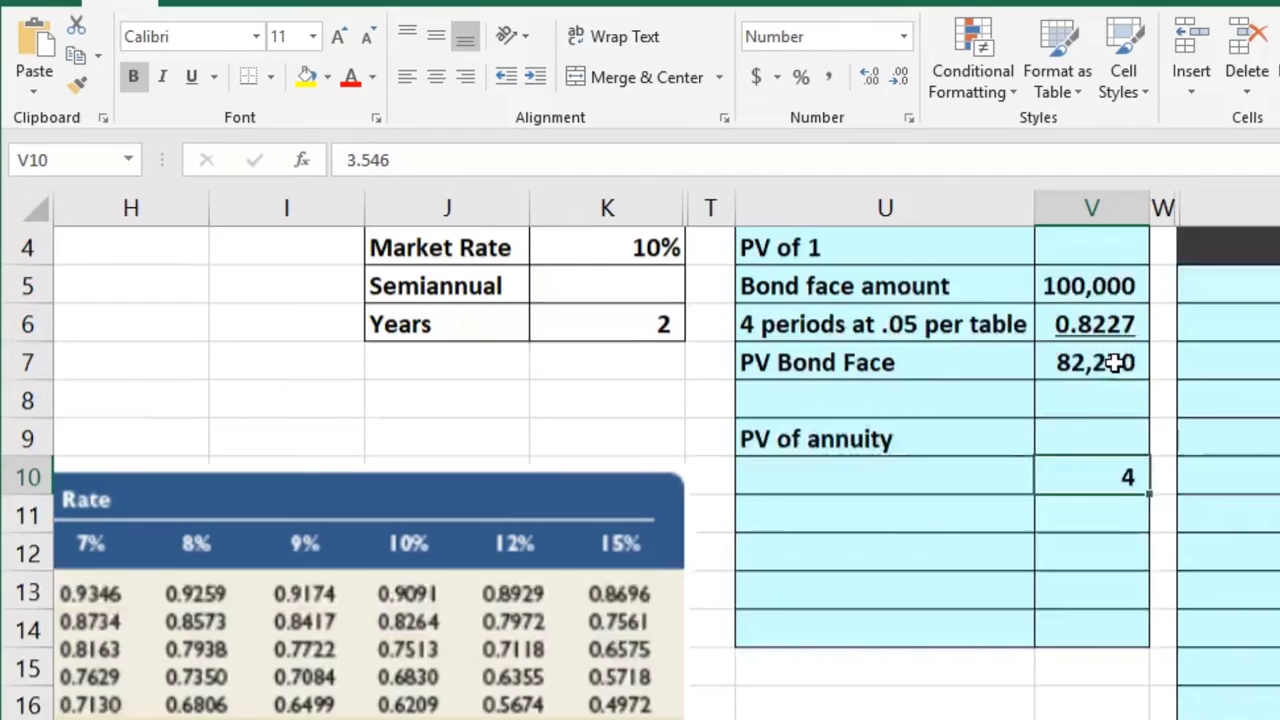 Calibri 11 A A ab Wrap Text Number
Paste B I U A Merge & Center $ % , .00 Conditional Formatting Format as Table Cell Styles Insert Delete
Clipboard Font Alignment Number Styles Cells
V10 fx 3.546
H I J K T U V W
4 Market Rate 10% PV of 1
5 Semiannual Bond face amount 100,000
6 Years 2 4 periods at .05 per table 0.8227
7 PV Bond Face
8
9 PV of annuity
10 4
Rate
11
12 7% 8% 9% 10% 12% 15%
13 0.9346 0.9259 0.9174 0.9091 0.8929 0.8696
14 0.8734 0.8573 0.8417 0.8264 0.7972 0.7561
0.8163 0.7938 0.7722 0.7513 0.7118 0.6575
15 0.7629 0.7350 0.7084 0.6830 0.6355 0.5718
16 0.7130 0.6806 0.6499 0.6209 0.5674 0.4972